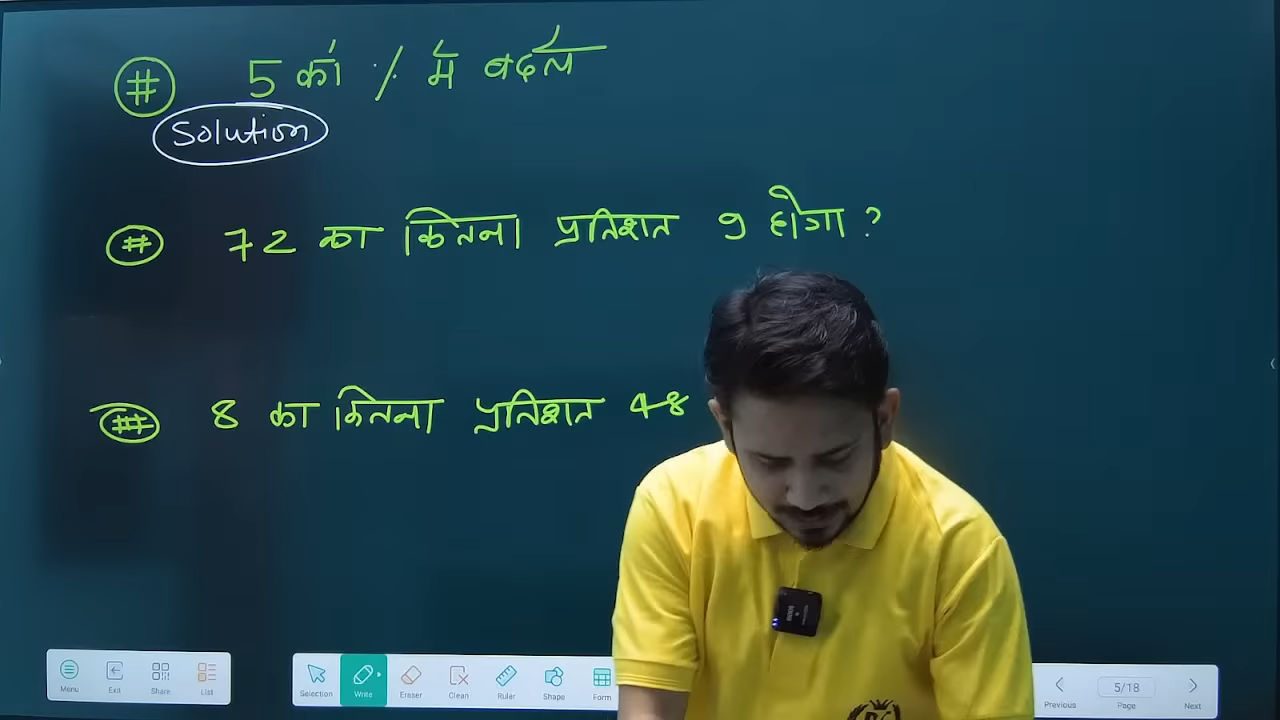 # 5 को % में बदलें
Solution
# 72 का कितना प्रतिशत 9 होगा ?
# 8 का कितना प्रतिशत 48
Menu Exit Share List Selection Write Eraser Clean Ruler Shape Form Previous 5/18 Page Next